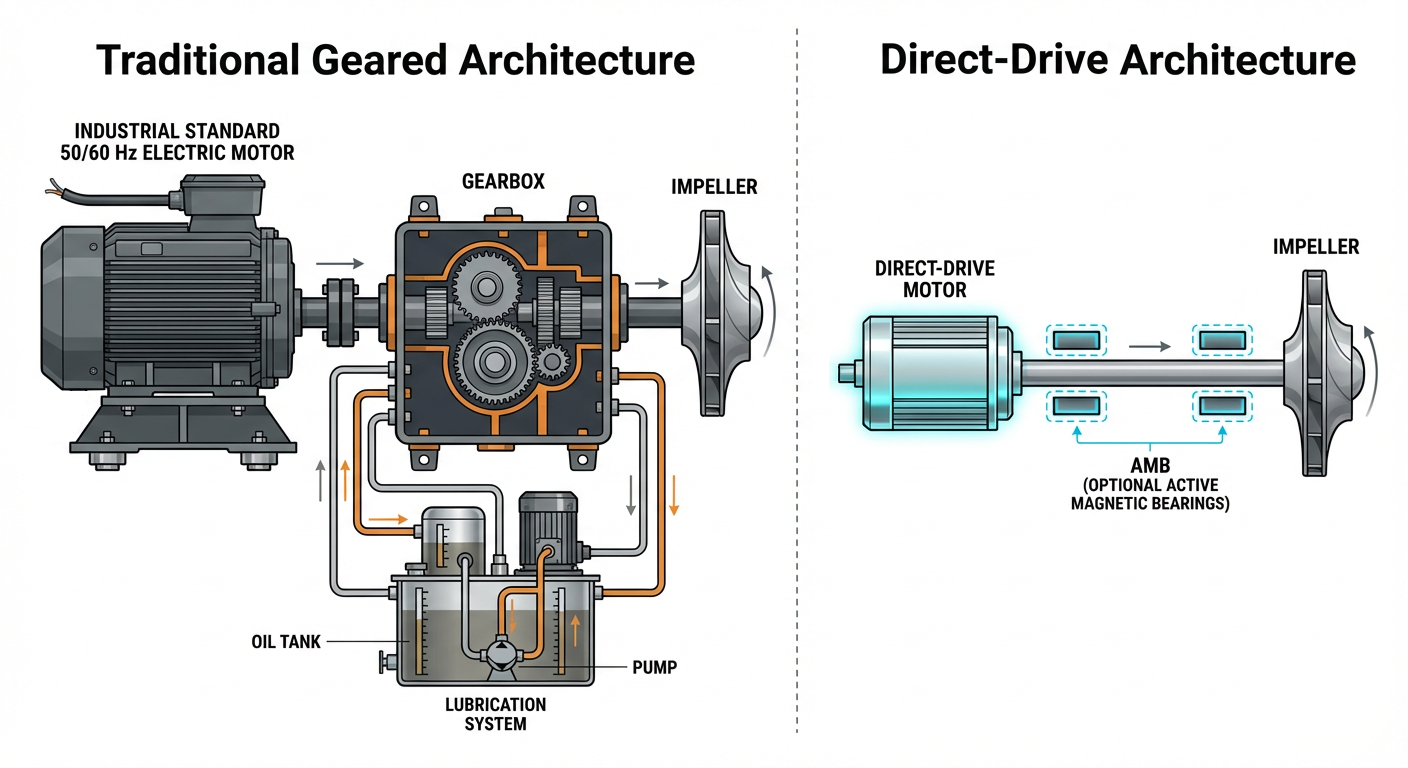 Traditional Geared Architecture
INDUSTRIAL STANDARD
50/60 Hz ELECTRIC MOTOR
GEARBOX
IMPELLER
OIL TANK
PUMP
LUBRICATION
SYSTEM
Direct-Drive Architecture
DIRECT-DRIVE
MOTOR
IMPELLER
AMB
(OPTIONAL ACTIVE
MAGNETIC BEARINGS)